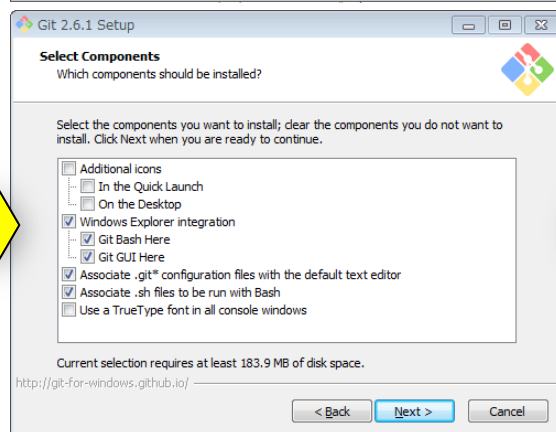 Git 2.6.1 Setup
Select Components
Which components should be installed?
Select the components you want to install; clear the components you do not want to
install. Click Next when you are ready to continue.
Additional icons
In the Quick Launch
On the Desktop
Windows Explorer integration
Git Bash Here
Git GUI Here
Associate .git* configuration files with the default text editor
Associate .sh files to be run with Bash
Use a TrueType font in all console windows
Current selection requires at least 183.9 MB of disk space.
http://git-for-windows.github.io/
< Back
Next >
Cancel